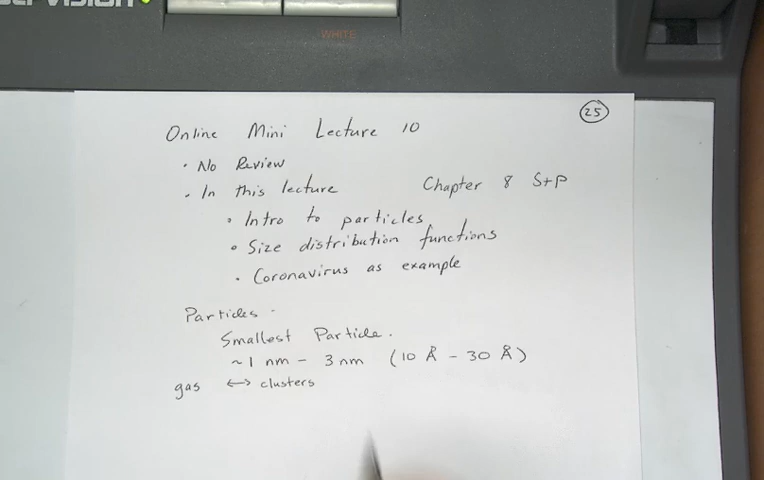 WHITE
25
Online Mini Lecture 10
• No Review
• In this lecture Chapter 8 S+P
• Intro to particles
• Size distribution functions
• Coronavirus as example
Particles.
Smallest Particle.
~1 nm - 3 nm (10 Å - 30 Å)
gas <-> clusters